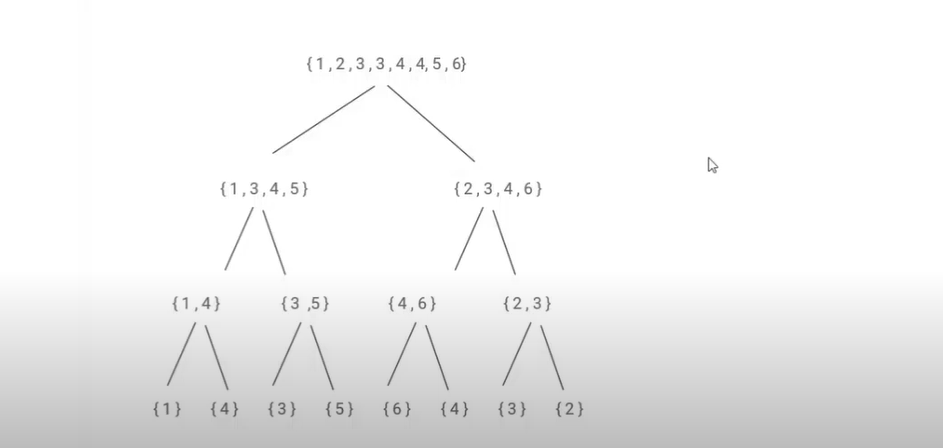 {1,2,3,3,4,4,5,6}
{1,3,4,5} {2,3,4,6}
{1,4} {3,5} {4,6} {2,3}
{1} {4} {3} {5} {6} {4} {3} {2}